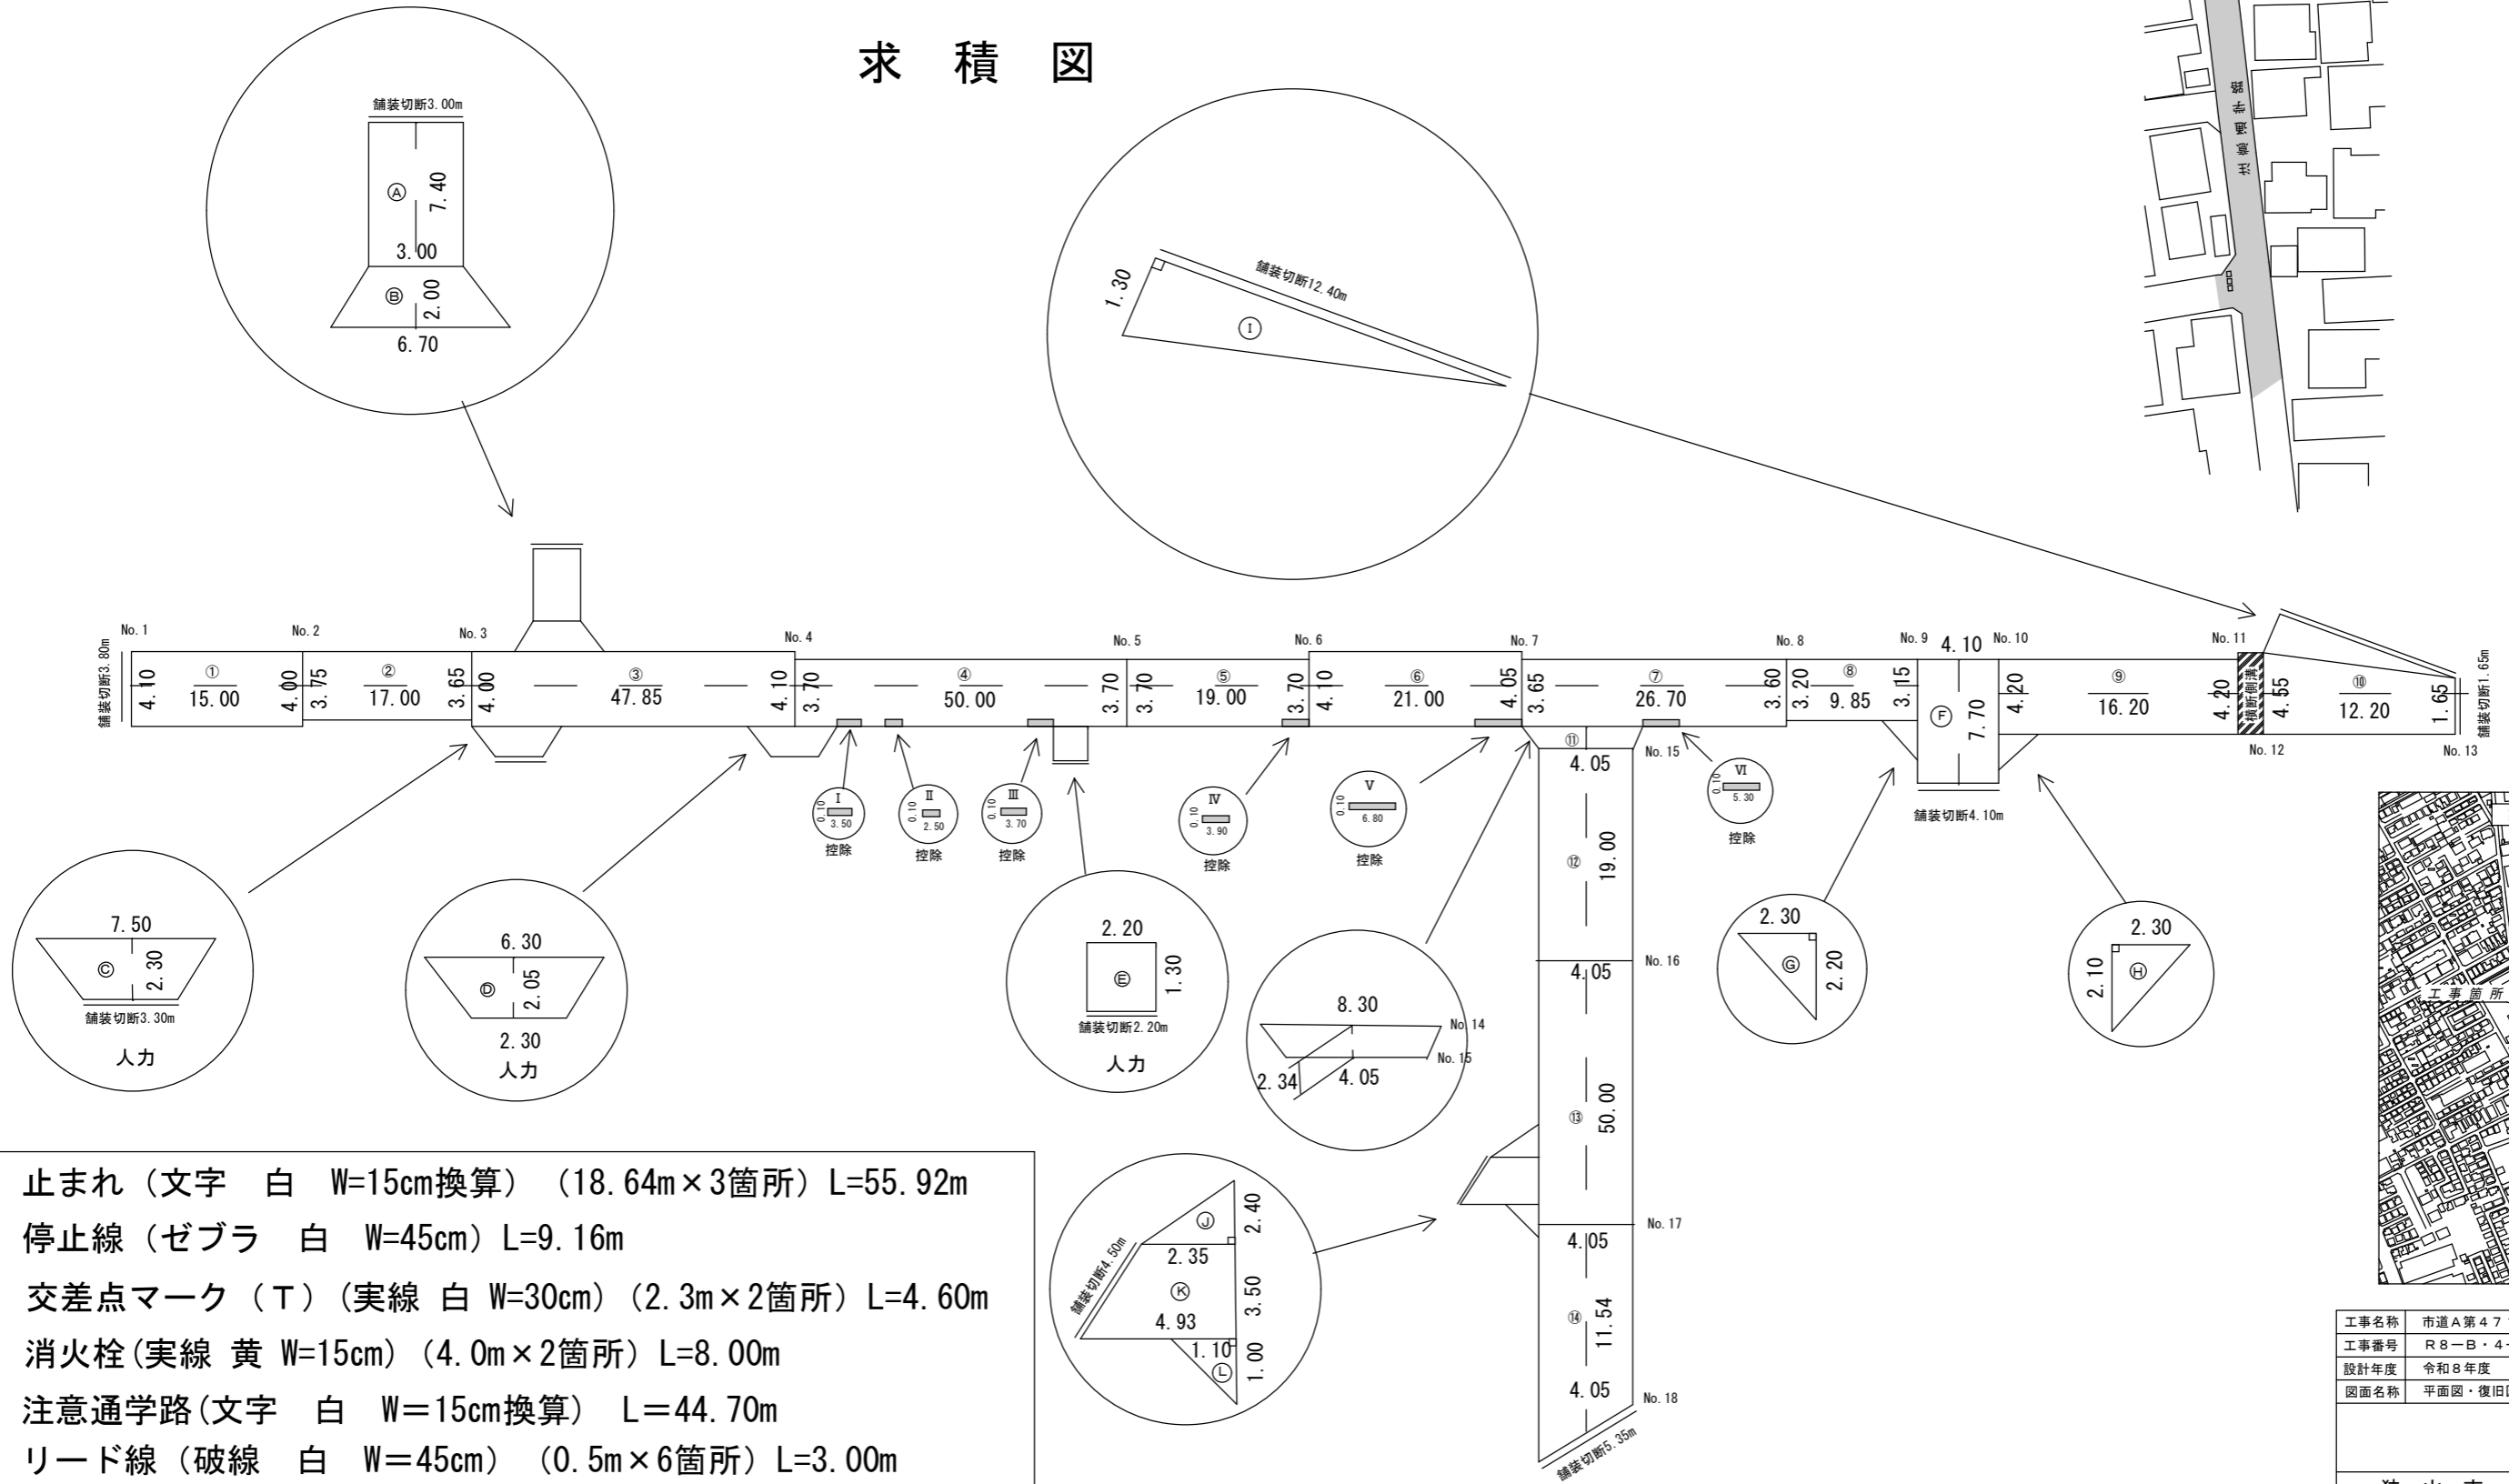 求 積 図
舗装切断3.00m
Ⓐ
7.40
3.00
Ⓑ
2.00
6.70
1.30
舗装切断12.40m
Ⓘ
注意通学路
No.1
No.2
No.3
No.4
No.5
No.6
No.7
No.8
No.9
4.10
No.10
No.11
舗装切断3.80m
4.10
①
15.00
4.00
3.75
②
17.00
3.65
4.00
③
47.85
4.10
3.70
④
50.00
3.70
3.70
⑤
19.00
3.70
4.10
⑥
21.00
4.05
3.65
⑦
26.70
3.60
3.20
⑧
9.85
3.15
Ⓕ
7.70
4.20
⑨
16.20
4.20
横断側溝
4.55
⑩
12.20
1.65
舗装切断1.65m
No.12
No.13
舗装切断4.10m
Ⅰ
0.10
3.50
控除
Ⅱ
0.10
2.50
控除
Ⅲ
0.10
3.70
控除
Ⅳ
0.10
3.90
控除
Ⅴ
0.10
6.80
控除
Ⅵ
0.10
5.30
控除
⑪
4.05
No.15
⑫
19.00
4.05
No.16
⑬
50.00
No.17
4.05
⑭
11.54
4.05
No.18
舗装切断5.35m
7.50
Ⓒ
2.30
舗装切断3.30m
人力
6.30
Ⓓ
2.05
2.30
人力
2.20
Ⓔ
1.30
舗装切断2.20m
人力
8.30
No.14
No.15
2.34
4.05
2.30
Ⓖ
2.20
2.30
2.10
Ⓗ
Ⓙ
2.40
2.35
舗装切断4.50m
Ⓚ
3.50
4.93
1.10
Ⓛ
1.00
工事箇所
止まれ（文字 白 W=15cm換算）（18.64m×3箇所）L=55.92m
停止線（ゼブラ 白 W=45cm）L=9.16m
交差点マーク（Ｔ）（実線 白 W=30cm）（2.3m×2箇所）L=4.60m
消火栓(実線 黄 W=15cm)（4.0m×2箇所）L=8.00m
注意通学路(文字 白 W＝15cm換算) L＝44.70m
リード線（破線 白 W＝45cm）（0.5m×6箇所）L=3.00m
工事名称 市道Ａ第４７
工事番号 Ｒ８－Ｂ・４
設計年度 令和８年度
図面名称 平面図・復旧